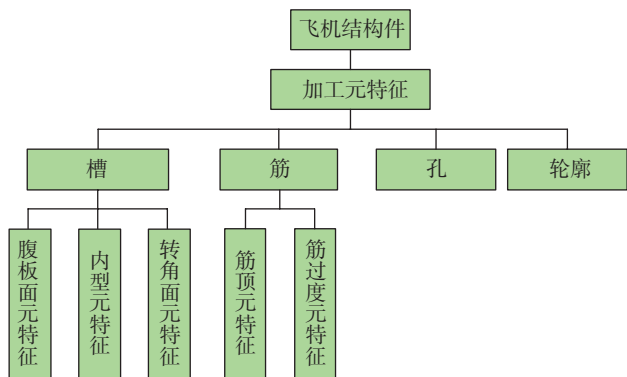 飞机结构件
加工元特征
槽
筋
孔
轮廓
腹板面元特征
内型元特征
转角面元特征
筋顶元特征
筋过度元特征